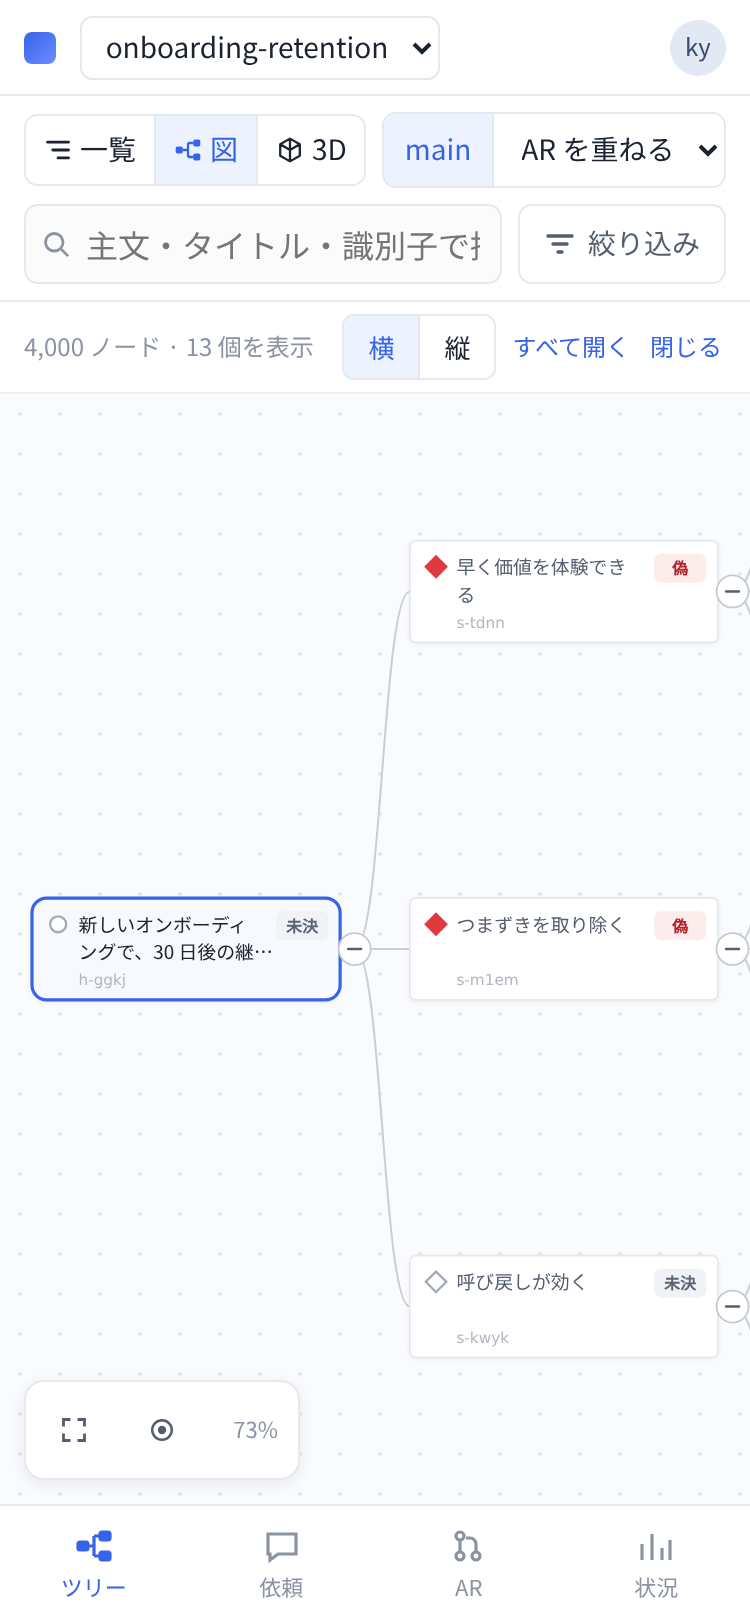 onboarding-retention
ky
一覧
図
3D
main
AR を重ねる
主文・タイトル・識別子で
絞り込み
4,000 ノード · 13 個を表示
横
縦
すべて開く
閉じる
早く価値を体験でき
る
偽
s-tdnn
新しいオンボーディ
ングで、30 日後の継…
未決
h-ggkj
つまずきを取り除く
偽
s-m1em
呼び戻しが効く
未決
s-kwyk
73%
ツリー
依頼
AR
状況